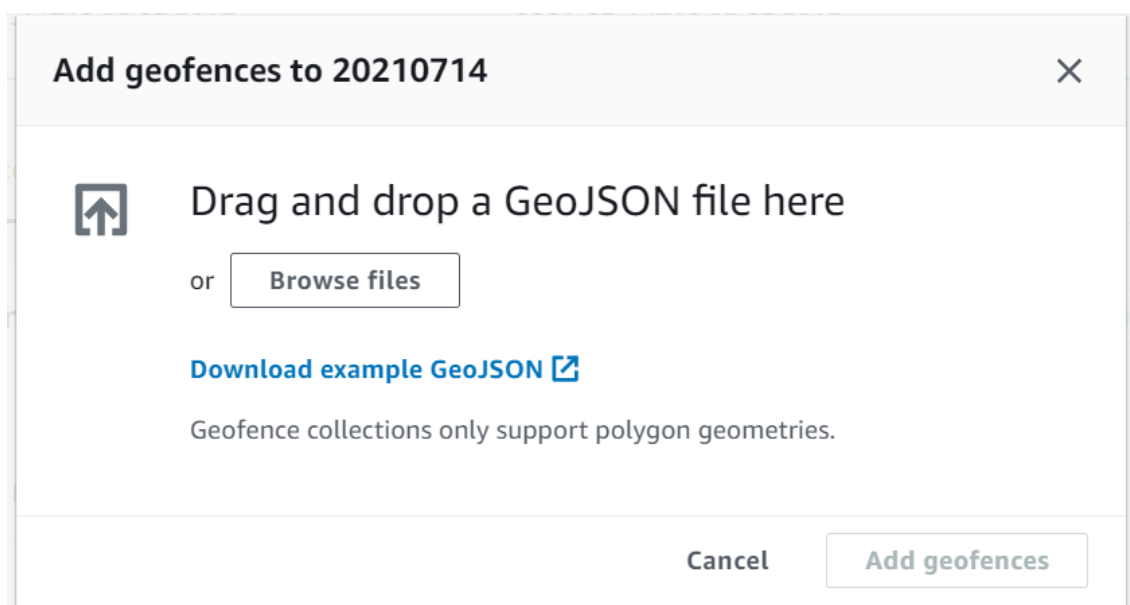 Add geofences to 20210714
Drag and drop a GeoJSON file here
or Browse files
Download example GeoJSON
Geofence collections only support polygon geometries.
Cancel Add geofences